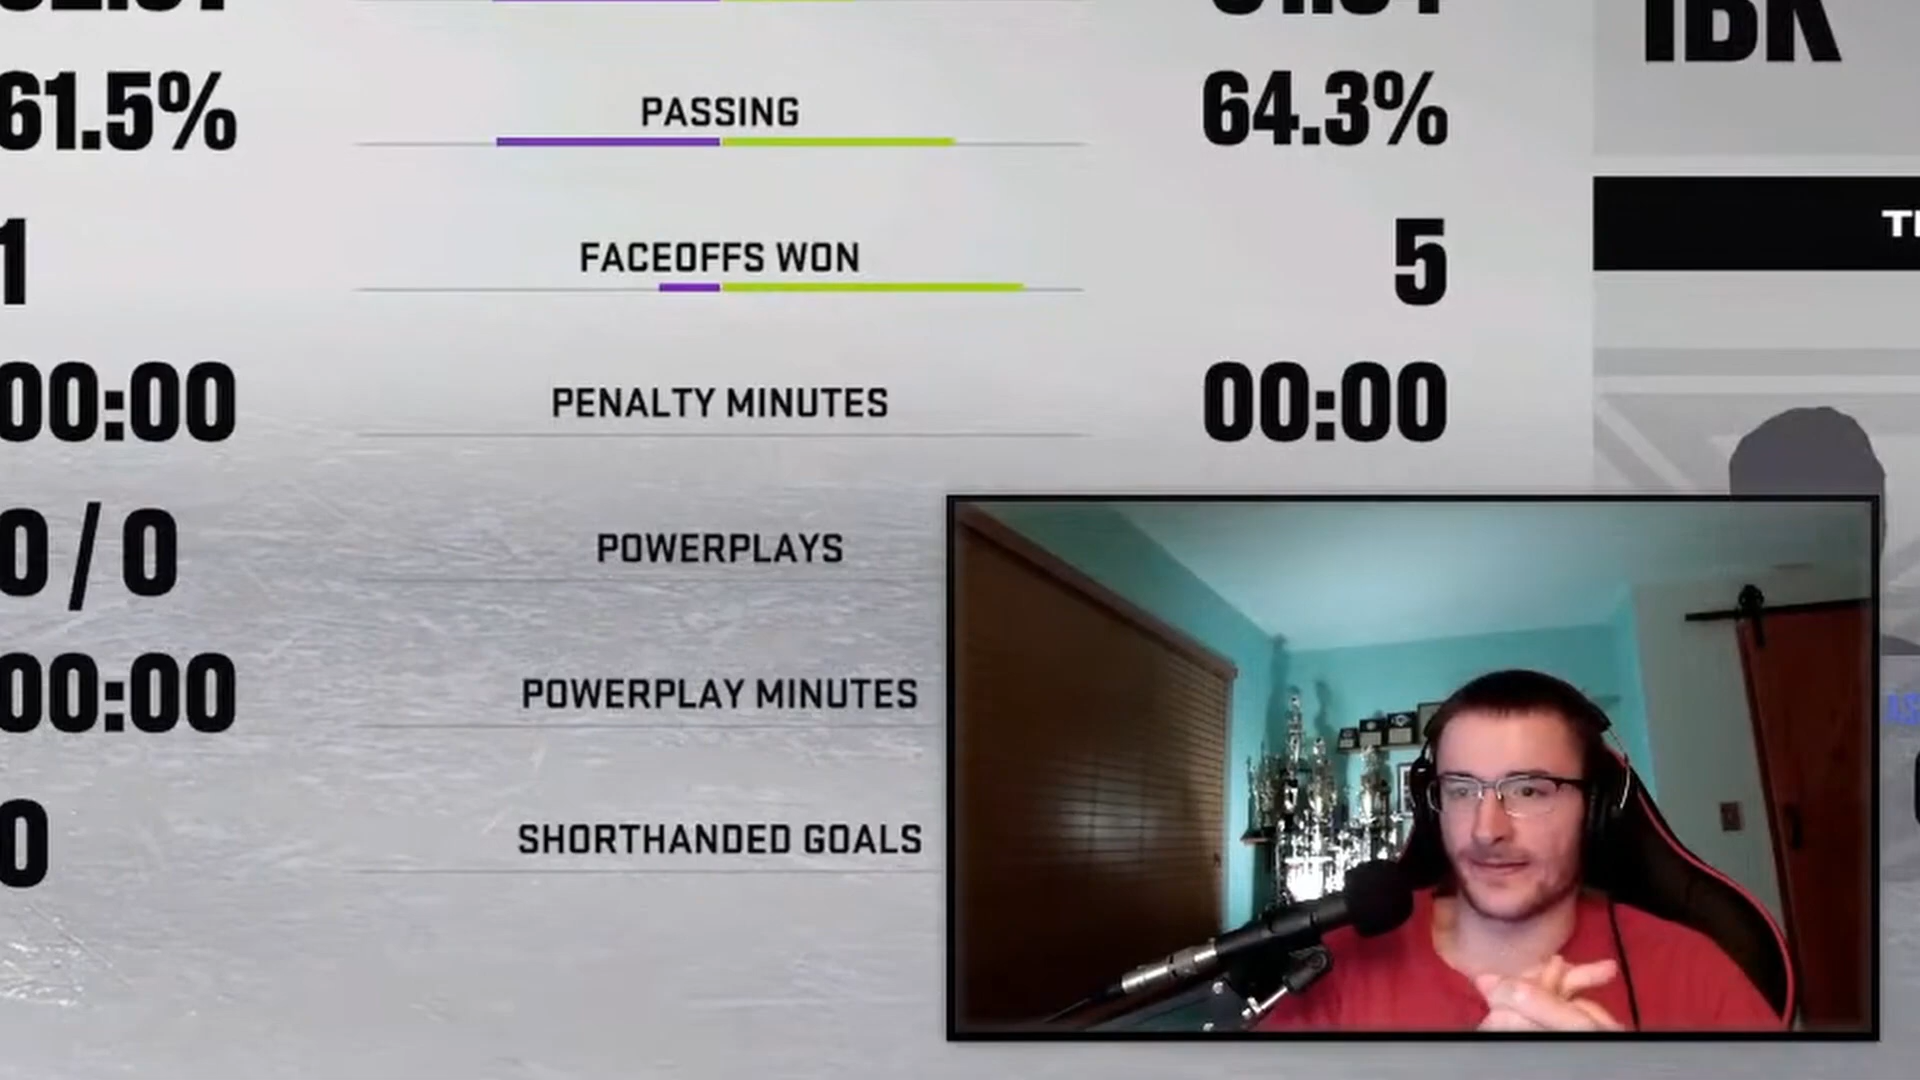 61.5% PASSING 64.3%
1 FACEOFFS WON 5
00:00 PENALTY MINUTES 00:00
0/0 POWERPLAYS
00:00 POWERPLAY MINUTES
0 SHORTHANDED GOALS